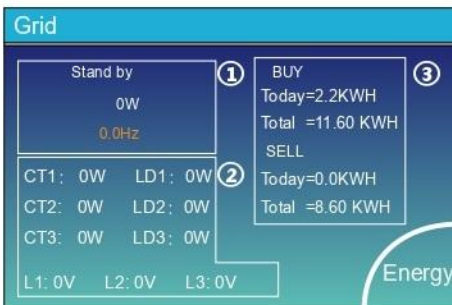 Grid
Stand by
0W
0.0Hz
①
CT1: 0W LD1: 0W
CT2: 0W LD2: 0W
CT3: 0W LD3: 0W
L1: 0V L2: 0V L3: 0V
②
BUY
Today=2.2KWH
Total =11.60 KWH
SELL
Today=0.0KWH
Total =8.60 KWH
③
Energy